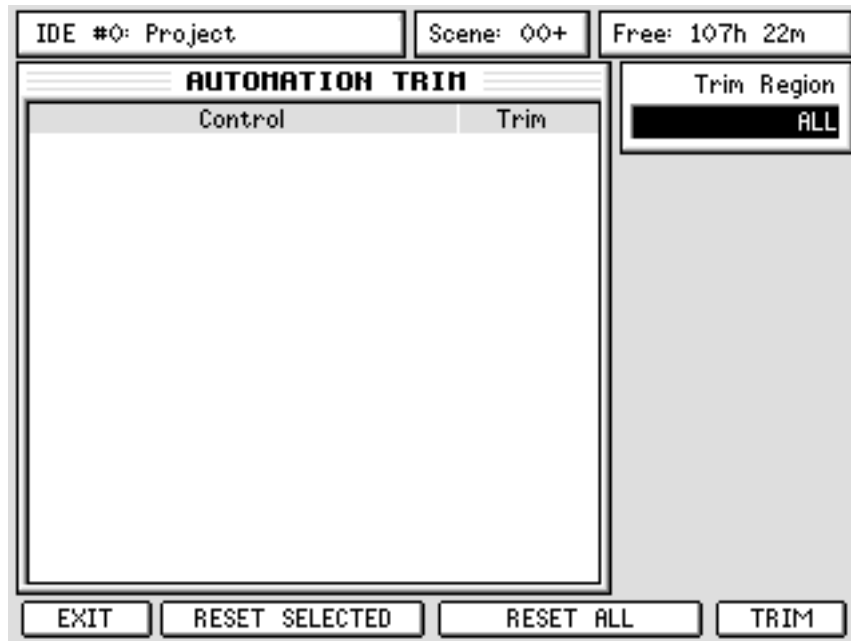 IDE #0: Project
Scene: 00+
Free: 107h 22m
AUTOMATION TRIM
Control Trim
Trim Region
ALL
EXIT
RESET SELECTED
RESET ALL
TRIM